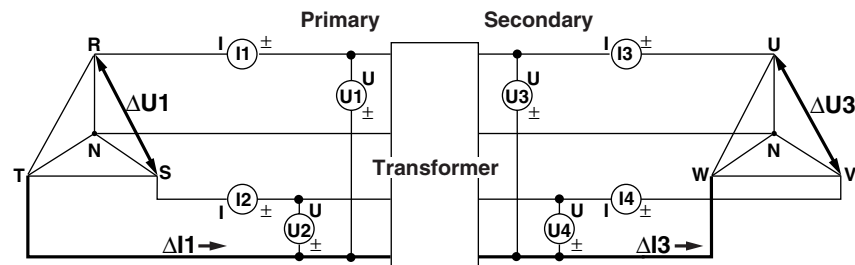 Primary Secondary
R I I1 ± I I3 ± U
ΔU1 U U1 ± U U3 ± ΔU3
N N
T S Transformer W V
I I2 ± U U I I4 ±
U2 ± U4 ±
ΔI1→ ΔI3→